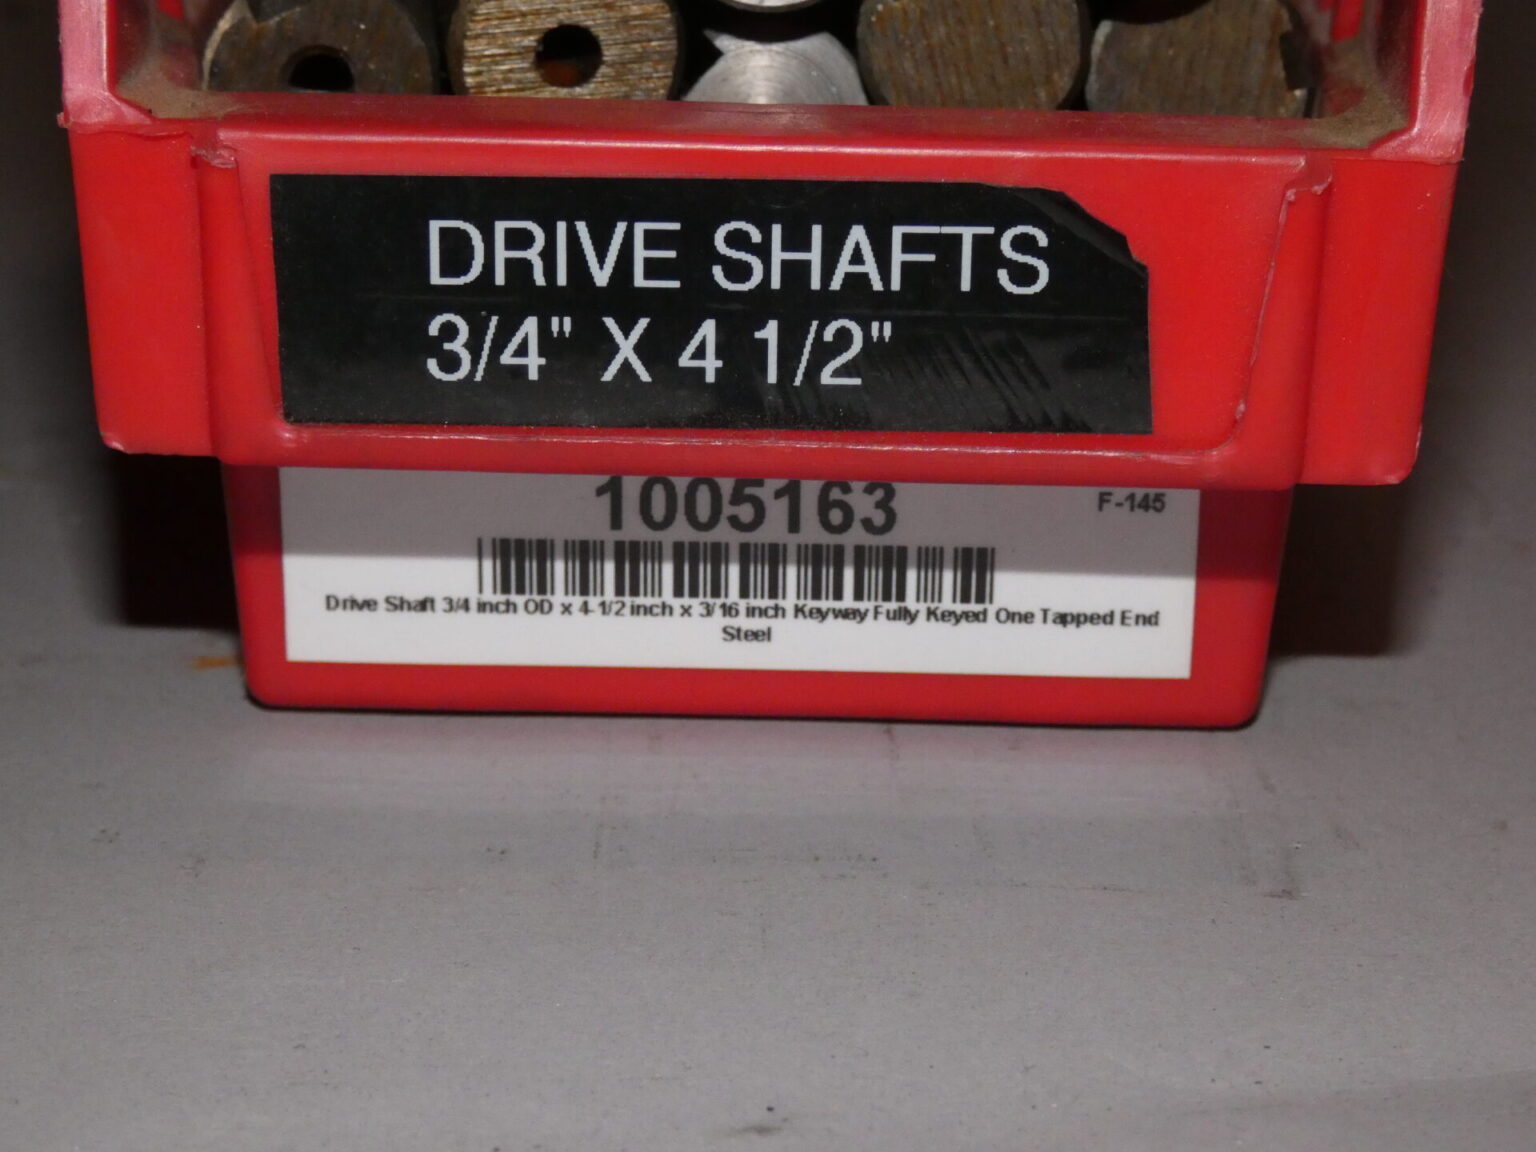 DRIVE SHAFTS
3/4" X 4 1/2"
1005163
F-145
Drive Shaft 3/4 inch OD x 4-1/2 inch x 3/16 inch Keyway Fully Keyed One Tapped End
Steel